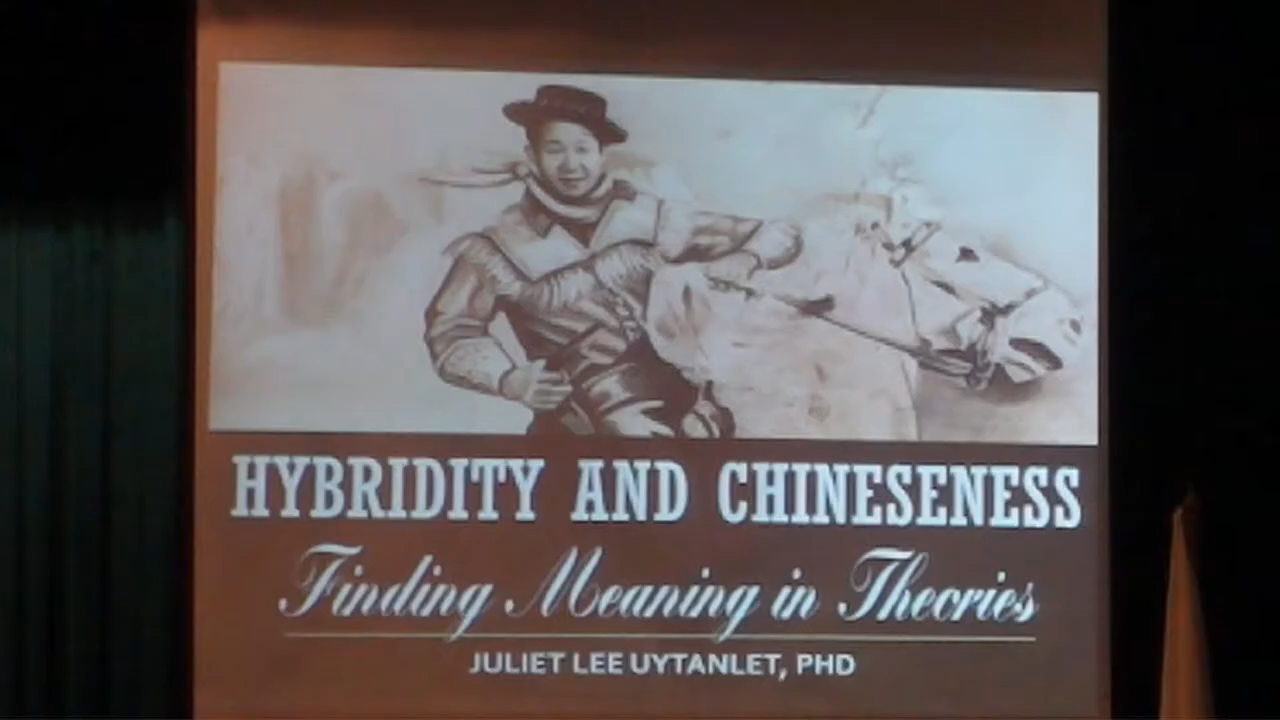 HYBRIDITY AND CHINESENESS
Finding Meaning in Theories
JULIET LEE UYTANLET, PHD